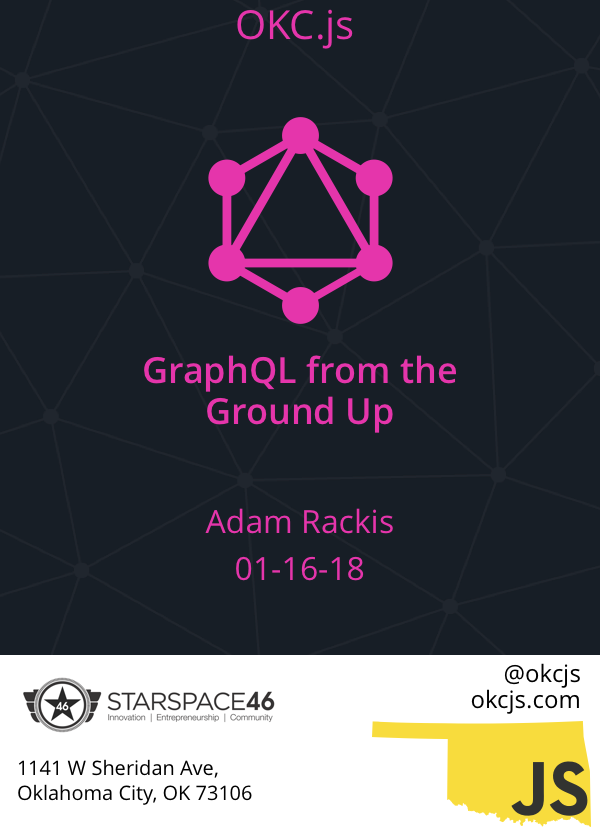 OKC.js
GraphQL from the
Ground Up
Adam Rackis
01-16-18
@okcjs
okcjs.com
46
STARSPACE46
Innovation | Entrepreneurship | Community
1141 W Sheridan Ave,
Oklahoma City, OK 73106
JS